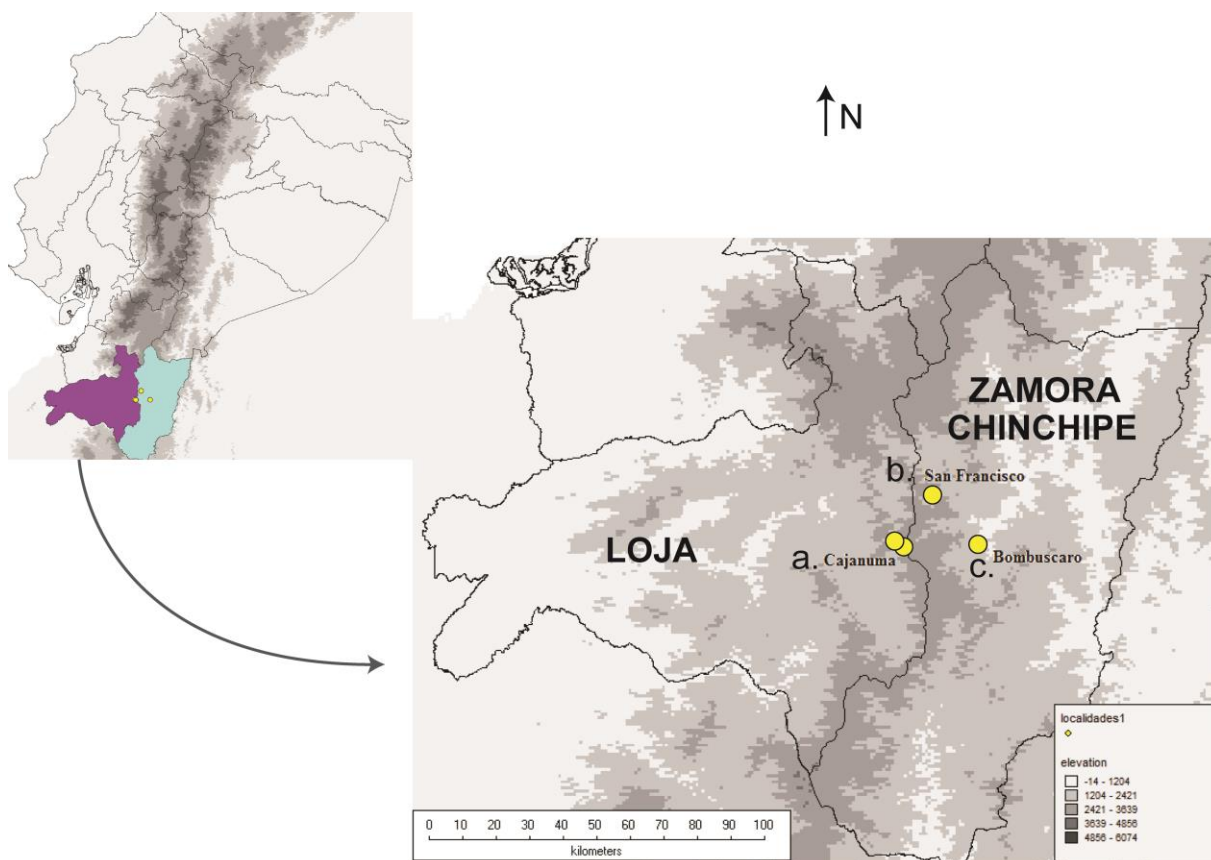 N
ZAMORA
CHINCHIPE
b. San Francisco
LOJA
a. Cajanuma
c. Bombuscaro
localidades1
elevation
-14 - 1204
1204 - 2421
2421 - 3639
3639 - 4856
4856 - 6074
0 10 20 30 40 50 60 70 80 90 100
kilometers